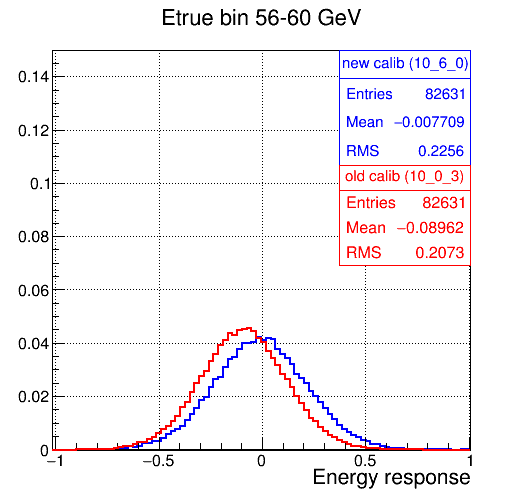 Etrue bin 56-60 GeV
new calib (10_6_0)
Entries 82631
Mean −0.007709
RMS 0.2256
old calib (10_0_3)
Entries 82631
Mean −0.08962
RMS 0.2073
0.14
0.12
0.1
0.08
0.06
0.04
0.02
0
−1 −0.5 0 0.5 1
Energy response